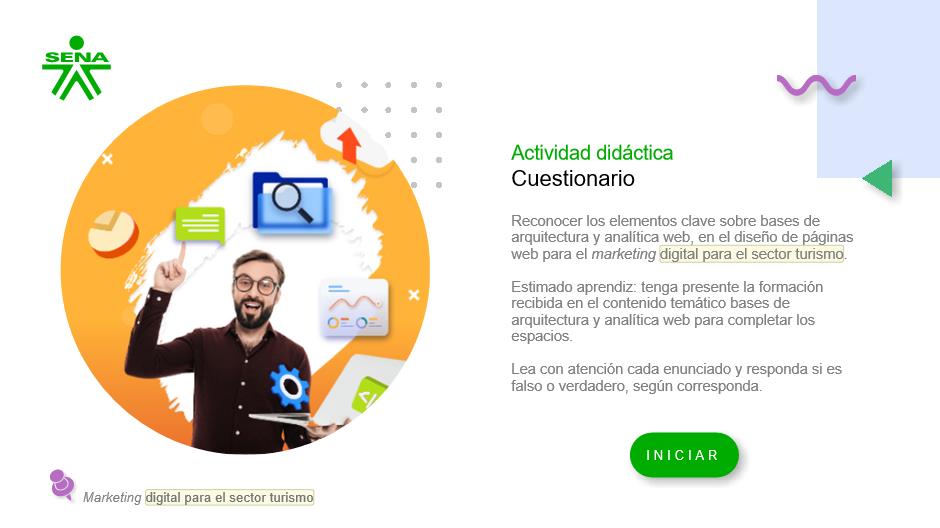 SENA
Actividad didáctica
Cuestionario
Reconocer los elementos clave sobre bases de
arquitectura y analítica web, en el diseño de páginas
web para el marketing digital para el sector turismo.
Estimado aprendiz: tenga presente la formación
recibida en el contenido temático bases de
arquitectura y analítica web para completar los
espacios.
Lea con atención cada enunciado y responda si es
falso o verdadero, según corresponda.
INICIAR
</>
Marketing digital para el sector turismo